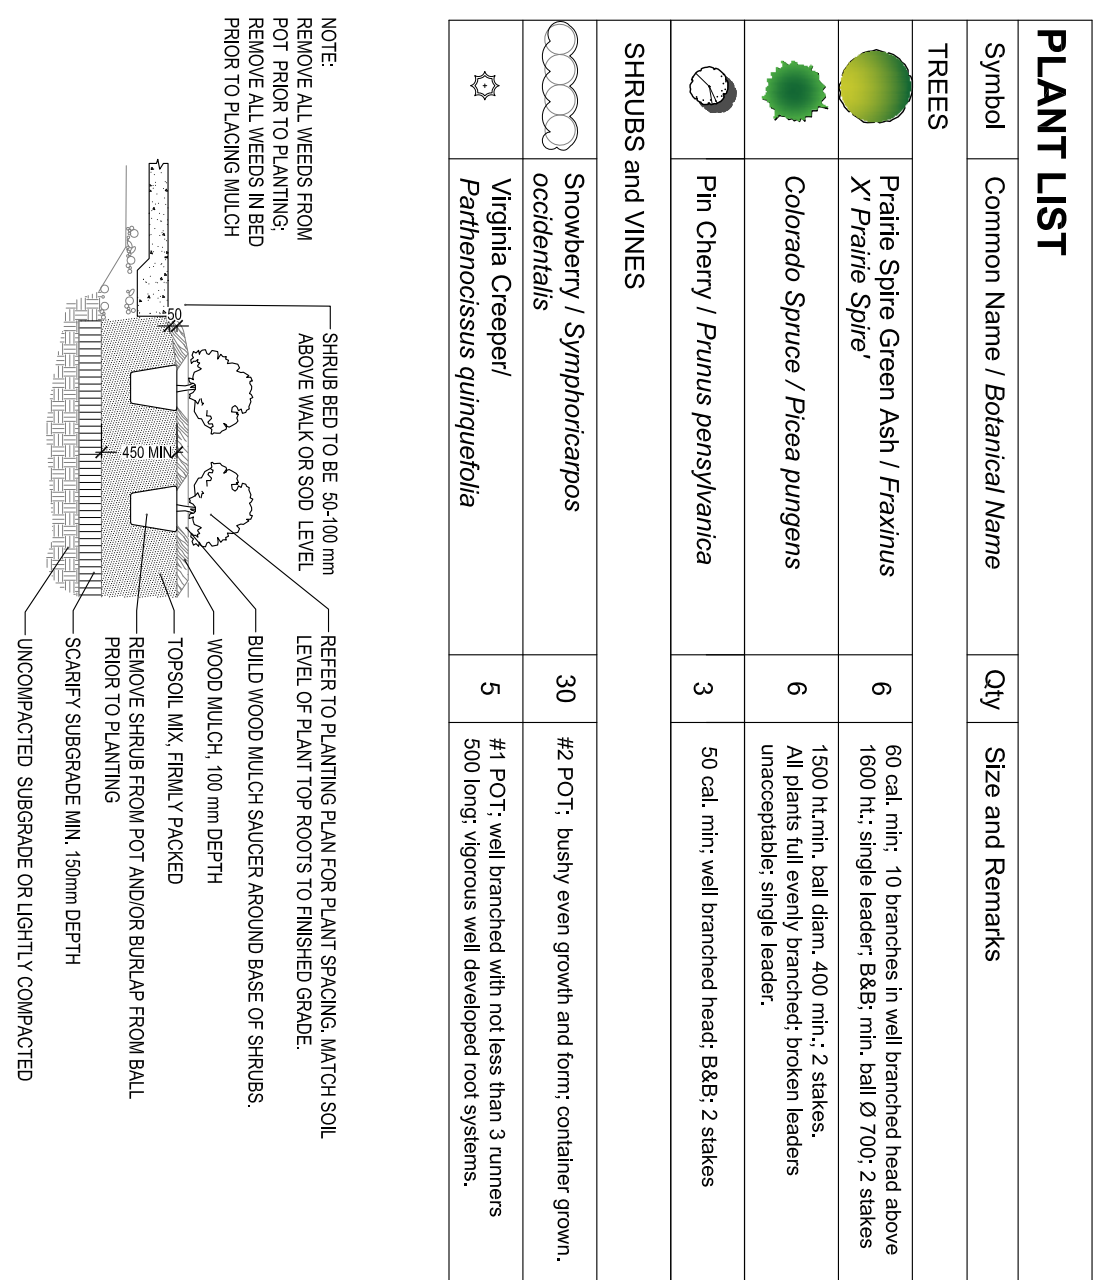 PLANT LIST
Symbol Common Name / Botanical Name Qty Size and Remarks
TREES
Prairie Spire Green Ash / Fraxinus
X' Prairie Spire'
6
60 cal. min; 10 branches in well branched head above
1600 ht.; single leader; B&B; min. ball Ø 700; 2 stakes
Colorado Spruce / Picea pungens
6
1500 ht.min. ball diam. 400 min.; 2 stakes.
All plants full evenly branched; broken leaders
unacceptable; single leader.
Pin Cherry / Prunus pensylvanica
3
50 cal. min; well branched head; B&B; 2 stakes
SHRUBS and VINES
Snowberry / Symphoricarpos
occidentalis
30
#2 POT; bushy even growth and form; container grown.
Virginia Creeper/
Parthenocissus quinquefolia
5
#1 POT; well branched with not less than 3 runners
500 long; vigorous well developed root systems.
NOTE:
REMOVE ALL WEEDS FROM
POT PRIOR TO PLANTING;
REMOVE ALL WEEDS IN BED
PRIOR TO PLACING MULCH
SHRUB BED TO BE 50-100 mm
ABOVE WALK OR SOD LEVEL
REFER TO PLANTING PLAN FOR PLANT SPACING. MATCH SOIL
LEVEL OF PLANT TOP ROOTS TO FINISHED GRADE.
BUILD WOOD MULCH SAUCER AROUND BASE OF SHRUBS.
WOOD MULCH, 100 mm DEPTH
TOPSOIL MIX, FIRMLY PACKED
REMOVE SHRUB FROM POT AND/OR BURLAP FROM BALL
PRIOR TO PLANTING
SCARIFY SUBGRADE MIN. 150mm DEPTH
UNCOMPACTED SUBGRADE OR LIGHTLY COMPACTED
50
450 MIN